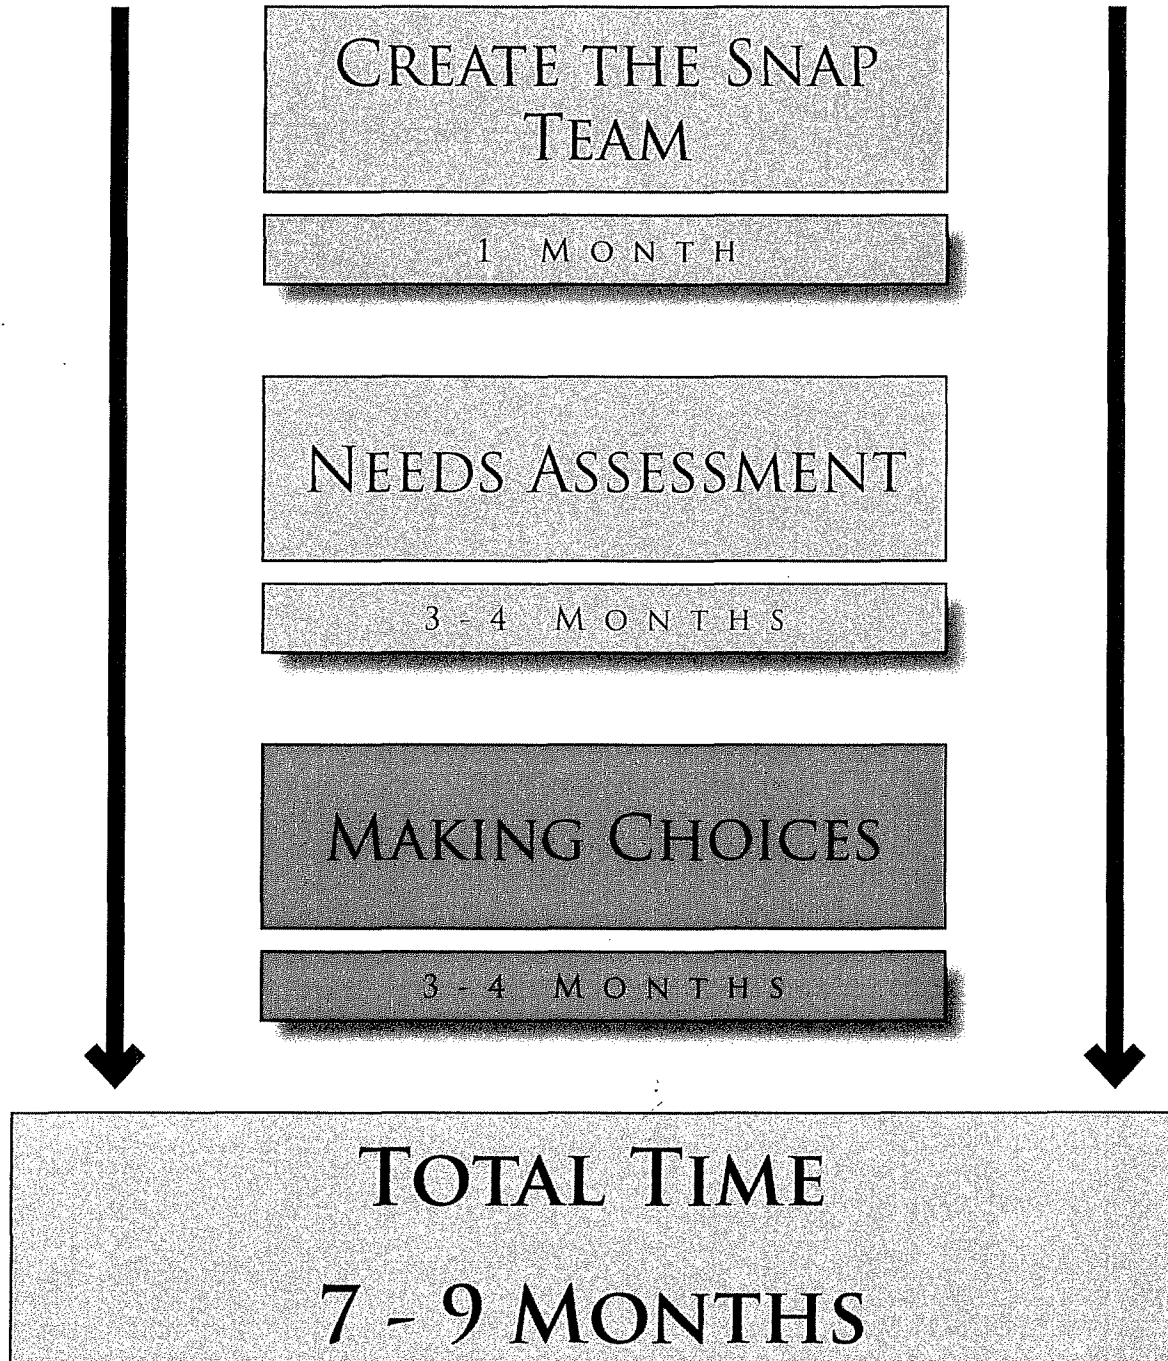 CREATE THE SNAP
TEAM
1 MONTH
NEEDS ASSESSMENT
3 - 4 MONTHS
MAKING CHOICES
3 - 4 MONTHS
TOTAL TIME
7 - 9 MONTHS